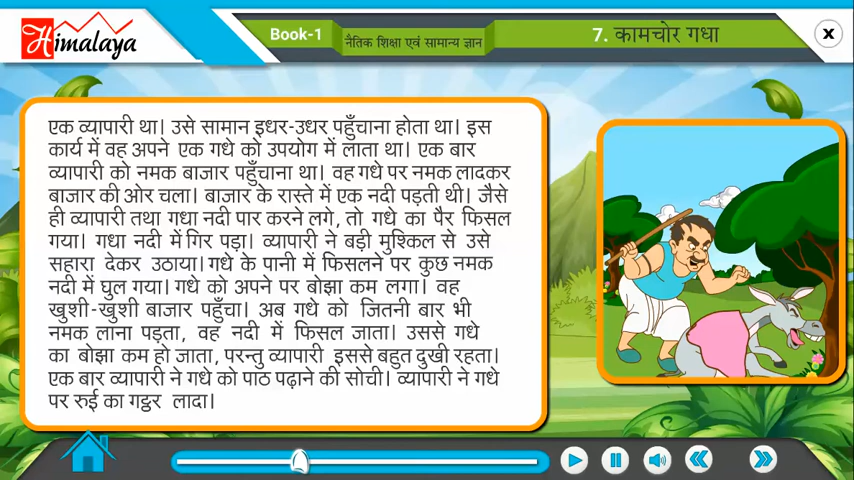 Himalaya
Book-1
नैतिक शिक्षा एवं सामान्य ज्ञान
7. कामचोर गधा
X
एक व्यापारी था। उसे सामान इधर-उधर पहुँचाना होता था। इस
कार्य में वह अपने एक गधे को उपयोग में लाता था। एक बार
व्यापारी को नमक बाजार पहुँचाना था। वह गधे पर नमक लादकर
बाजार की ओर चला। बाजार के रास्ते में एक नदी पड़ती थी। जैसे
ही व्यापारी तथा गधा नदी पार करने लगे, तो गधे का पैर फिसल
गया। गधा नदी में गिर पड़ा। व्यापारी ने बड़ी मुश्किल से उसे
सहारा देकर उठाया। गधे के पानी में फिसलने पर कुछ नमक
नदी में घुल गया। गधे को अपने पर बोझा कम लगा। वह
खुशी-खुशी बाजार पहुँचा। अब गधे को जितनी बार भी
नमक लाना पड़ता, वह नदी में फिसल जाता। उससे गधे
का बोझा कम हो जाता, परन्तु व्यापारी इससे बहुत दुखी रहता।
एक बार व्यापारी ने गधे को पाठ पढ़ाने की सोची। व्यापारी ने गधे
पर रुई का गट्ठर लादा।